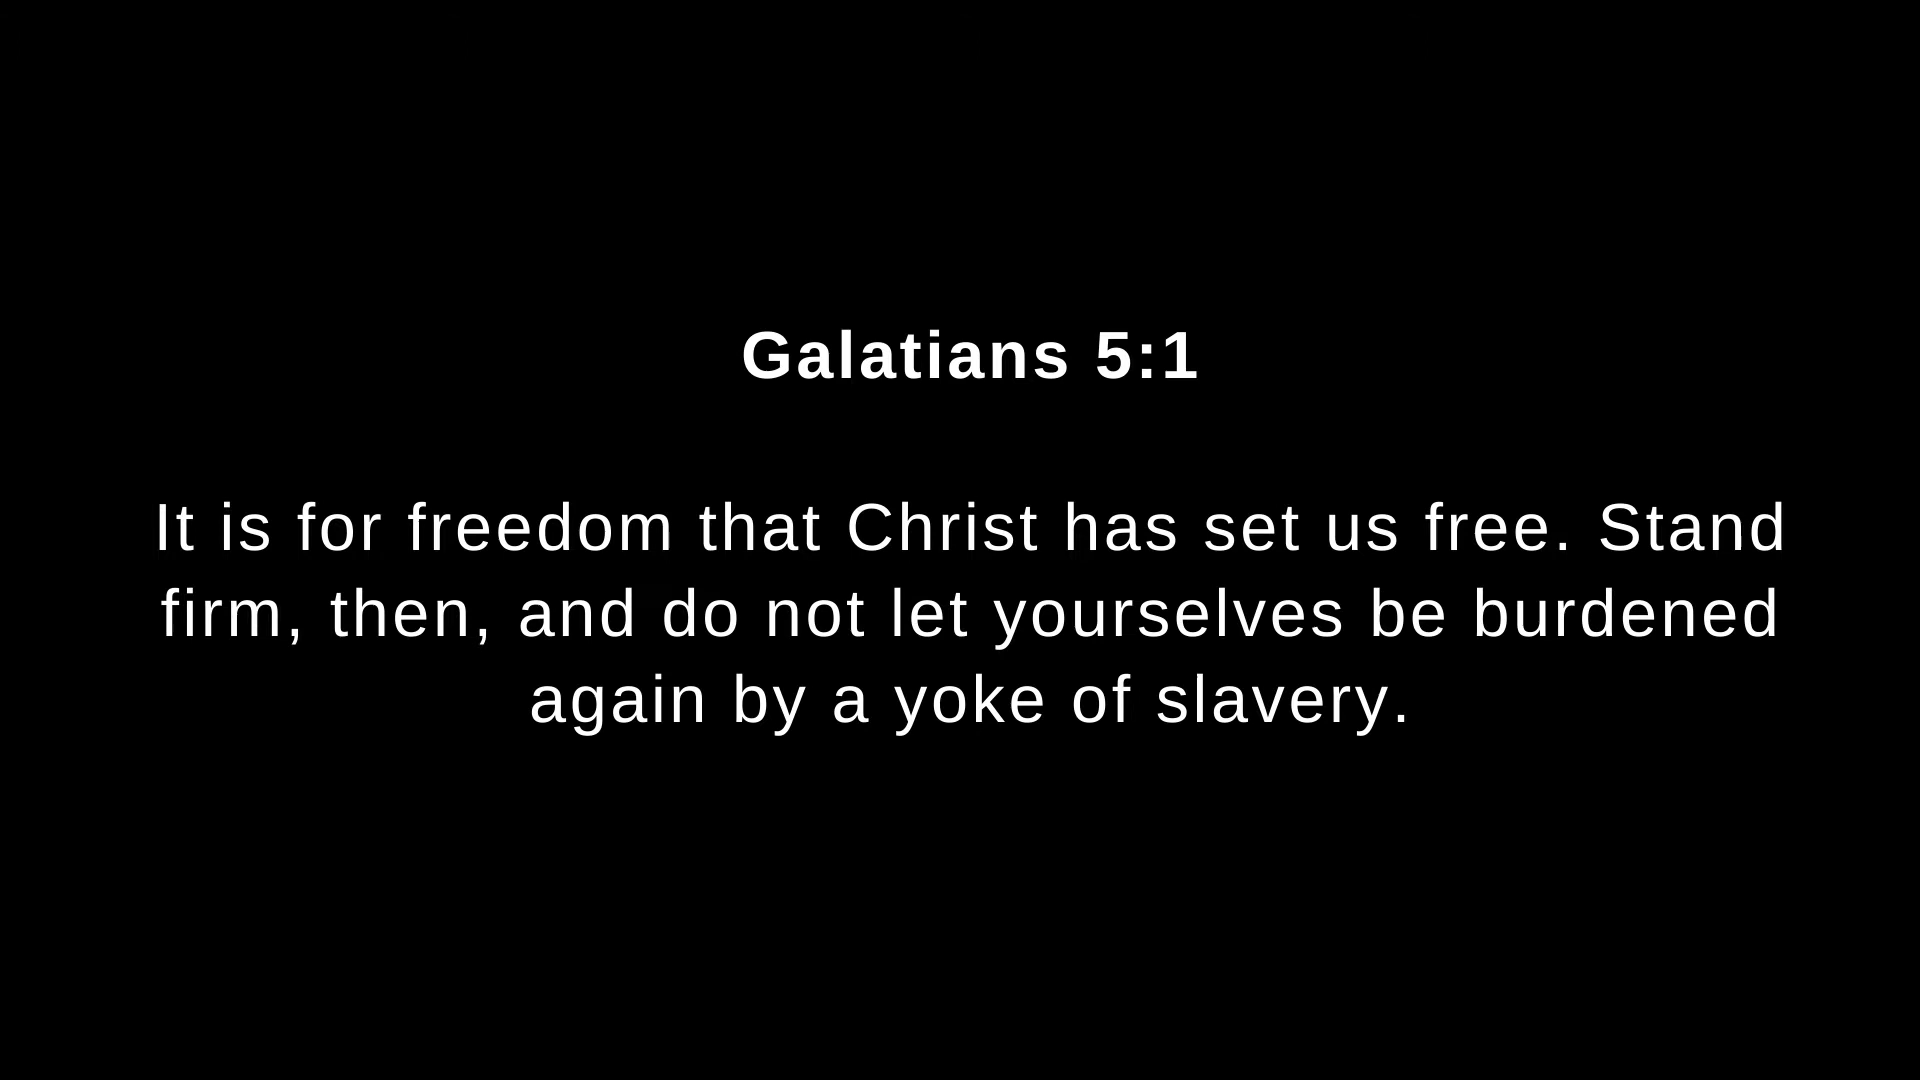 Galatians 5:1
It is for freedom that Christ has set us free. Stand
firm, then, and do not let yourselves be burdened
again by a yoke of slavery.